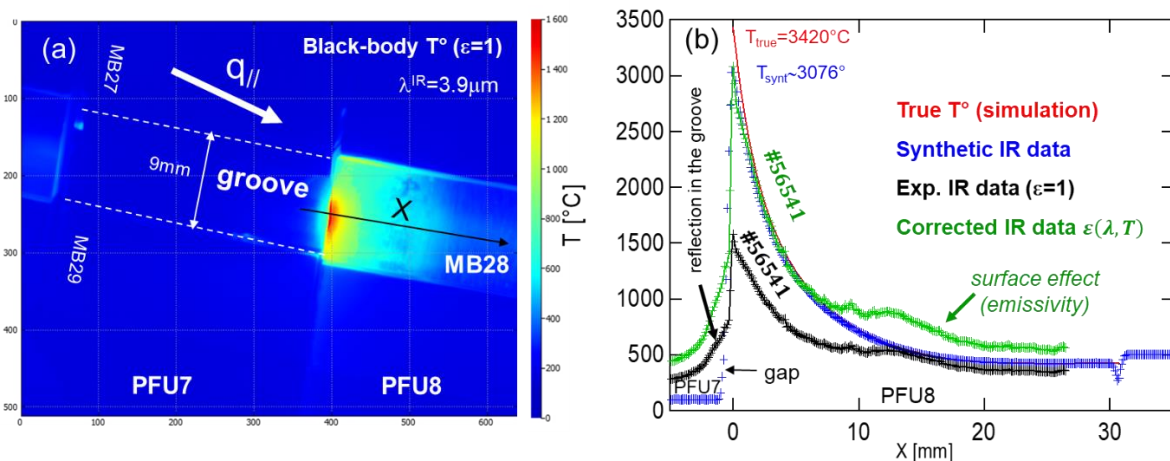 (a)
Black-body T° (ε=1)
λᴵᴿ=3.9μm
MB27
q//
9mm
groove
X
MB28
MB29
PFU7
PFU8
0
100
200
300
400
500
0
100
200
300
400
500
600
T [°C]
1 600
1 400
1 200
1 000
800
600
400
200
0
(b)
T_true=3420°C
T_synt~3076°
True T° (simulation)
Synthetic IR data
Exp. IR data (ε=1)
Corrected IR data ε(λ, T)
reflection in the groove
#56541
#56541
surface effect
(emissivity)
gap
PFU7
PFU8
3500
3000
2500
2000
1500
1000
500
0
0
10
20
30
X [mm]